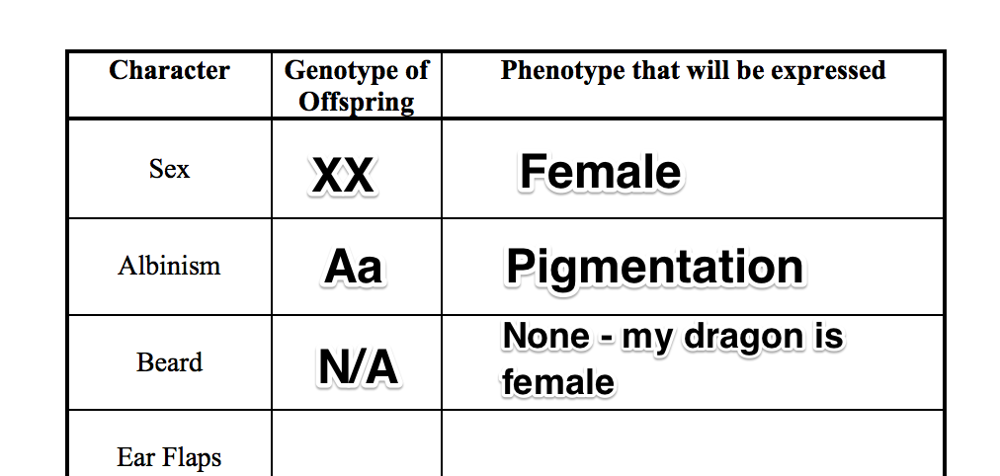 Character
Genotype of
Offspring
Phenotype that will be expressed
Sex
XX
Female
Albinism
Aa
Pigmentation
Beard
N/A
None - my dragon is
female
Ear Flaps